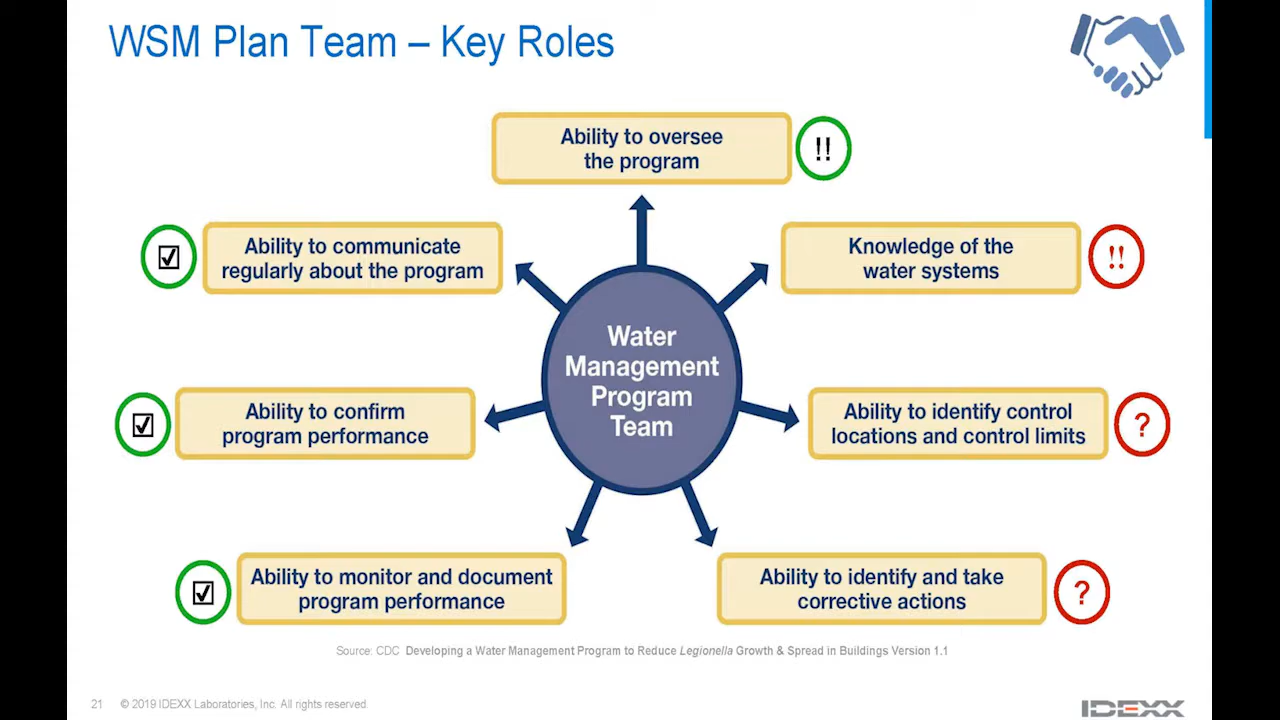 WSM Plan Team – Key Roles
Ability to oversee
the program
!!
☑
Ability to communicate
regularly about the program
Knowledge of the
water systems
!!
Water
Management
Program
Team
☑
Ability to confirm
program performance
Ability to identify control
locations and control limits
?
☑
Ability to monitor and document
program performance
Ability to identify and take
corrective actions
?
Source: CDC Developing a Water Management Program to Reduce Legionella Growth & Spread in Buildings Version 1.1
21 © 2019 IDEXX Laboratories, Inc. All rights reserved.
IDEXX